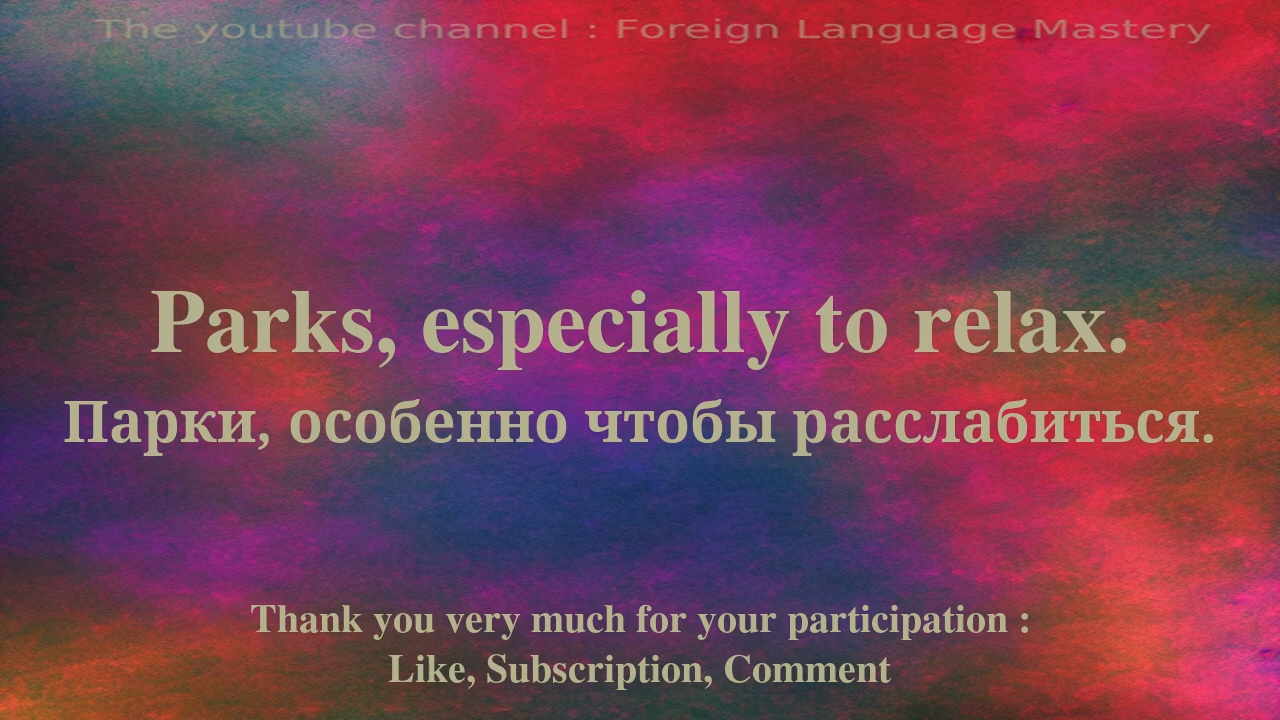 The youtube channel : Foreign Language Mastery
Parks, especially to relax.
Парки, особенно чтобы расслабиться.
Thank you very much for your participation :
Like, Subscription, Comment